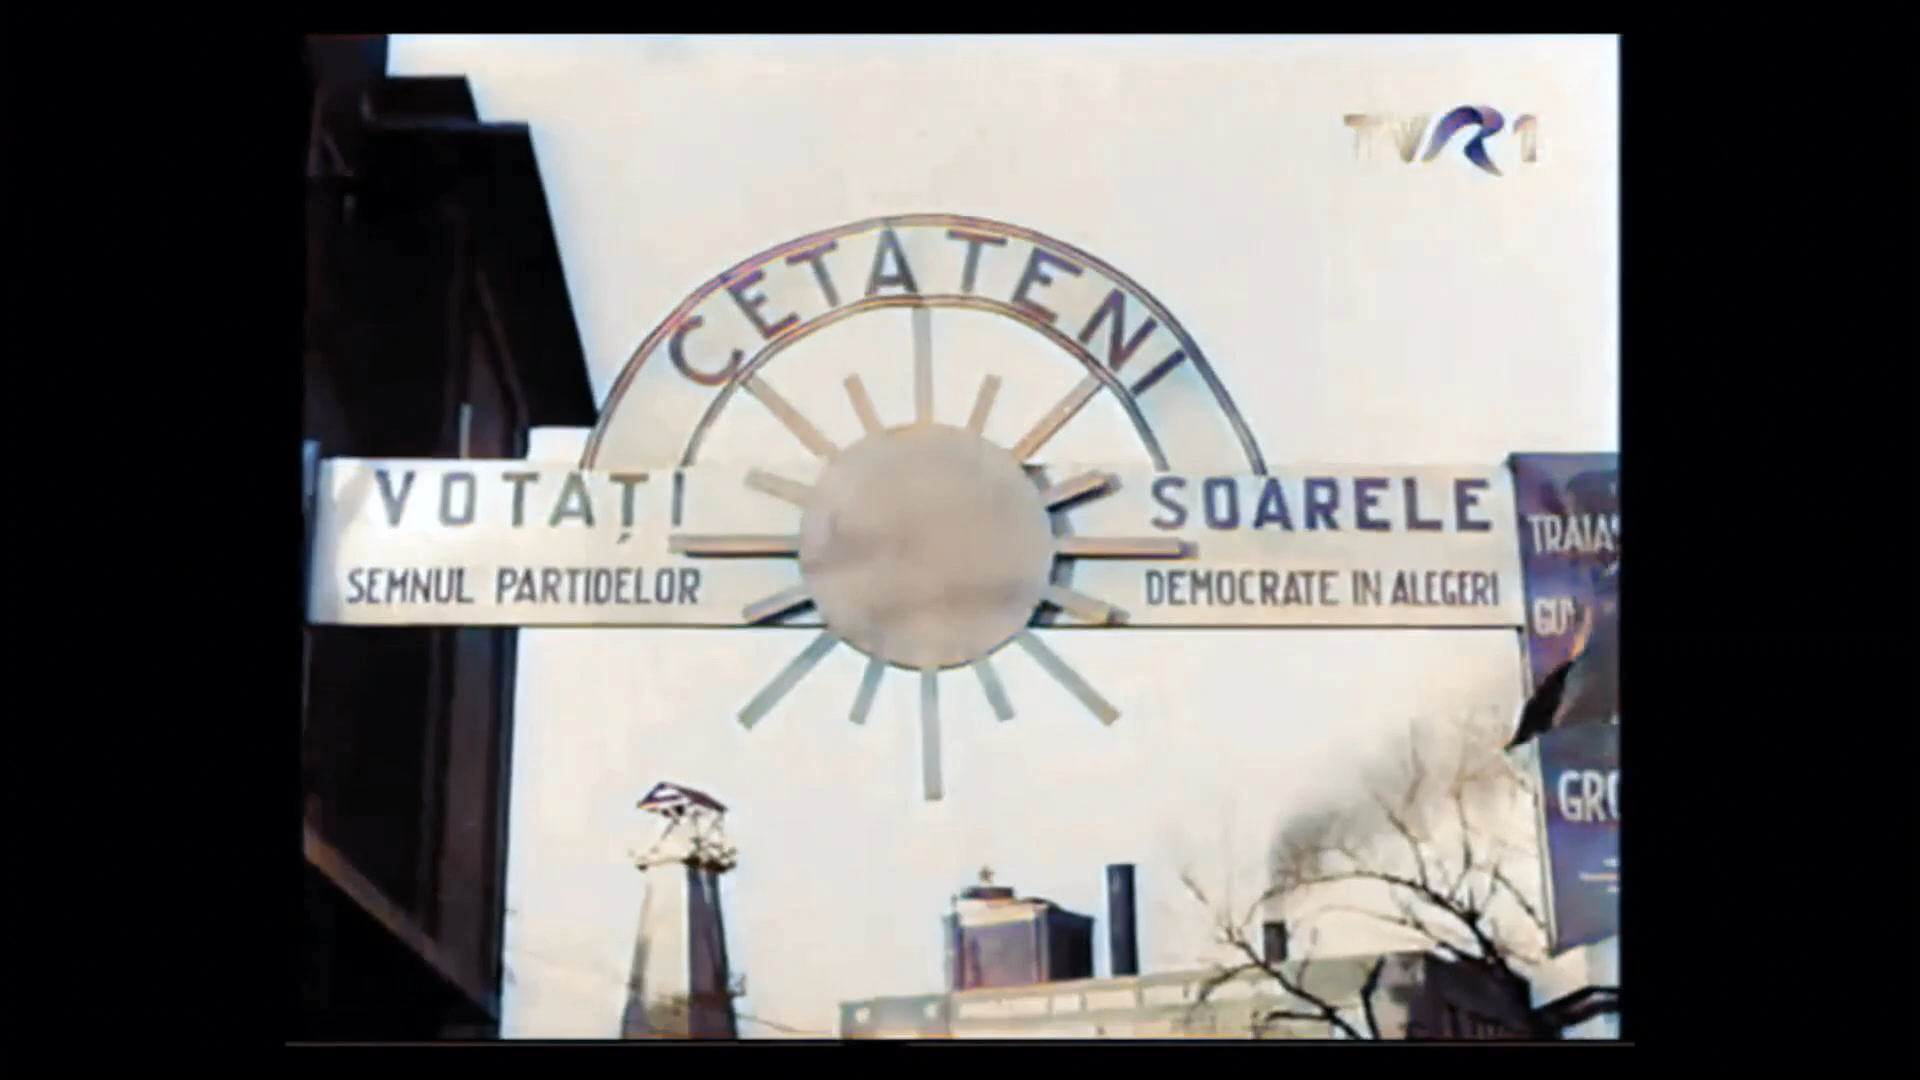 TVR1
CETATENI
VOTAȚI SOARELE
SEMNUL PARTIDELOR DEMOCRATE IN ALEGERI